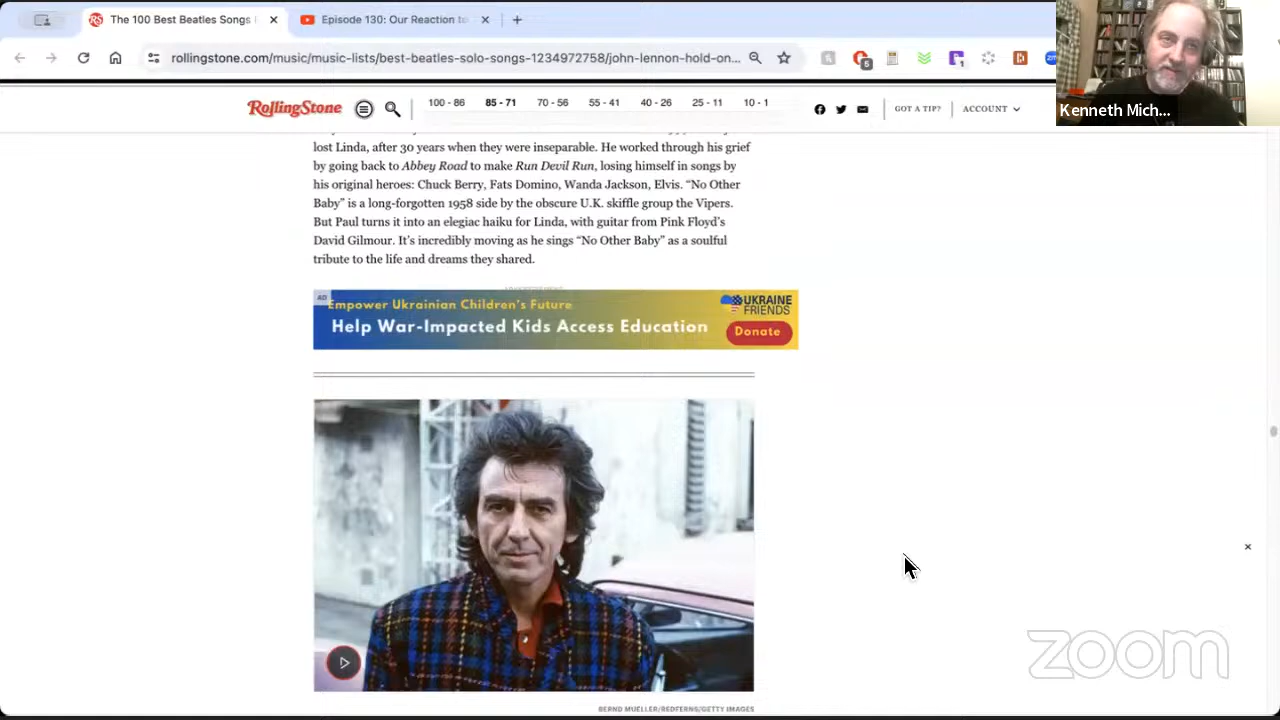 The 100 Best Beatles Songs
Episode 130: Our Reaction to
rollingstone.com/music/music-lists/best-beatles-solo-songs-1234972758/john-lennon-hold-on...
5
1
Kenneth Mich...
RollingStone
100 - 86
85 - 71
70 - 56
55 - 41
40 - 26
25 - 11
10 - 1
GOT A TIP?
ACCOUNT
lost Linda, after 30 years when they were inseparable. He worked through his grief
by going back to Abbey Road to make Run Devil Run, losing himself in songs by
his original heroes: Chuck Berry, Fats Domino, Wanda Jackson, Elvis. “No Other
Baby” is a long-forgotten 1958 side by the obscure U.K. skiffle group the Vipers.
But Paul turns it into an elegiac haiku for Linda, with guitar from Pink Floyd’s
David Gilmour. It’s incredibly moving as he sings “No Other Baby” as a soulful
tribute to the life and dreams they shared.
AD
Empower Ukrainian Children's Future
Help War-Impacted Kids Access Education
UKRAINE
FRIENDS
Donate
zoom
BERND MUELLER/REDFERNS/GETTY IMAGES